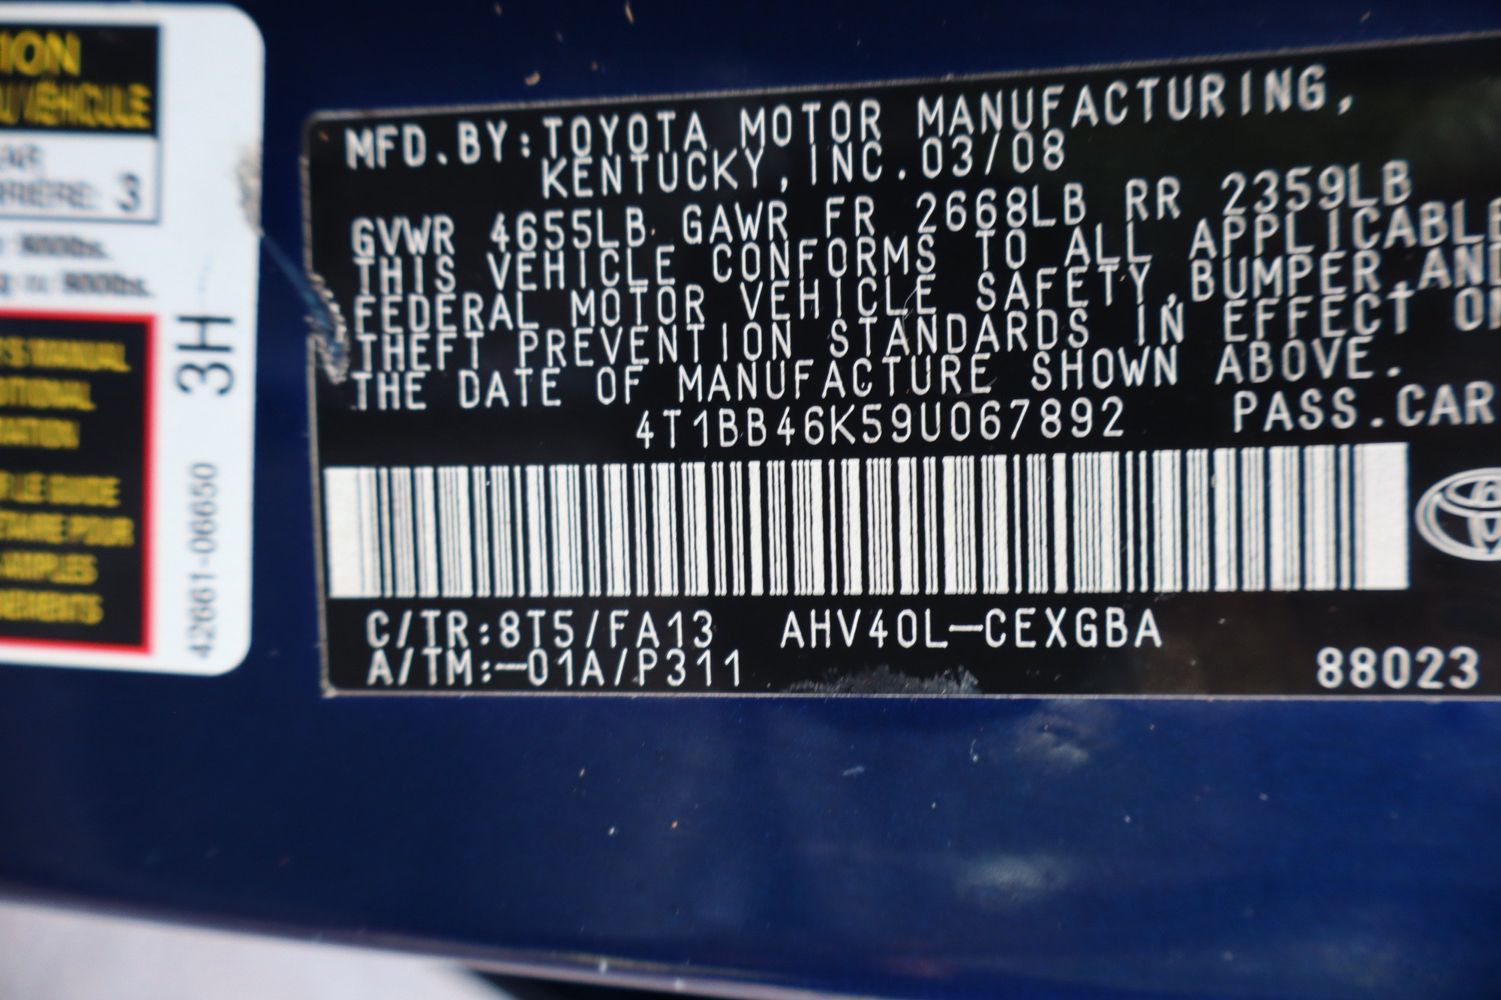 ION
VÉHICULE
3
3H
42661-06650
MFD.BY:TOYOTA MOTOR MANUFACTURING,
KENTUCKY,INC.03/08
GVWR 4655LB GAWR FR 2668LB RR 2359LB
THIS VEHICLE CONFORMS TO ALL APPLICABLE
FEDERAL MOTOR VEHICLE SAFETY,BUMPER,AND
THEFT PREVENTION STANDARDS IN EFFECT ON
THE DATE OF MANUFACTURE SHOWN ABOVE.
4T1BB46K59U067892 PASS.CAR
C/TR:8T5/FA13 AHV40L-CEXGBA
A/TM:-01A/P311
88023